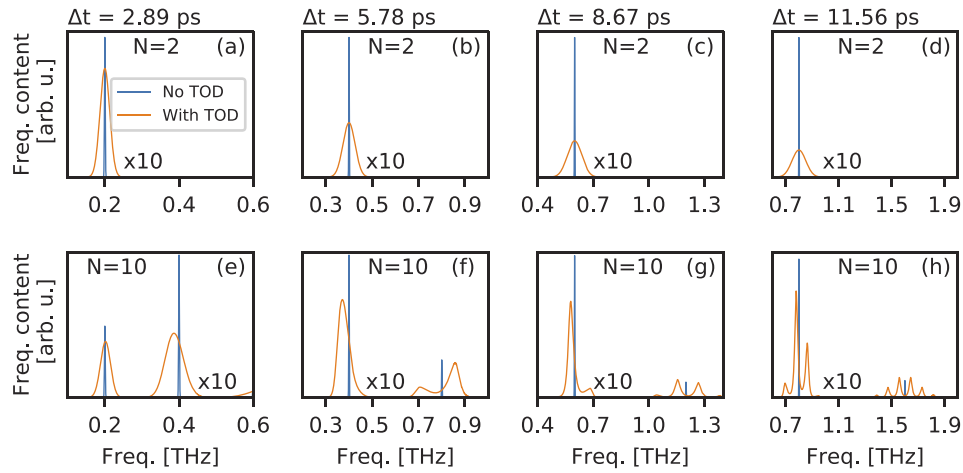 Δt = 2.89 ps Δt = 5.78 ps Δt = 8.67 ps Δt = 11.56 ps
Freq. content
[arb. u.]
N=2 (a) N=2 (b) N=2 (c) N=2 (d)
No TOD
With TOD
x10 x10 x10 x10
0.2 0.4 0.6 0.3 0.5 0.7 0.9 0.4 0.7 1.0 1.3 0.7 1.1 1.5 1.9
Freq. content
[arb. u.]
N=10 (e) N=10 (f) N=10 (g) N=10 (h)
x10 x10 x10 x10
0.2 0.4 0.6 0.3 0.5 0.7 0.9 0.4 0.7 1.0 1.3 0.7 1.1 1.5 1.9
Freq. [THz] Freq. [THz] Freq. [THz] Freq. [THz]